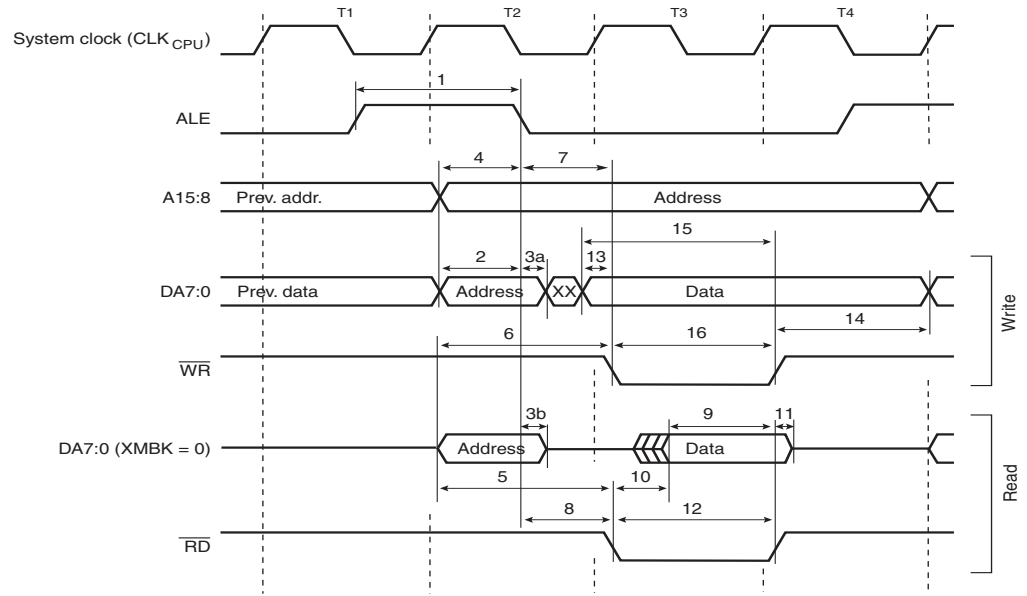 T1 T2 T3 T4
System clock (CLK CPU)
1
ALE
4 7
A15:8 Prev. addr. Address
15
2 3a 13
DA7:0 Prev. data Address XX Data
14
6 16
WR
Write
3b 9 11
DA7:0 (XMBK = 0) Address Data
5 10
8 12
RD
Read